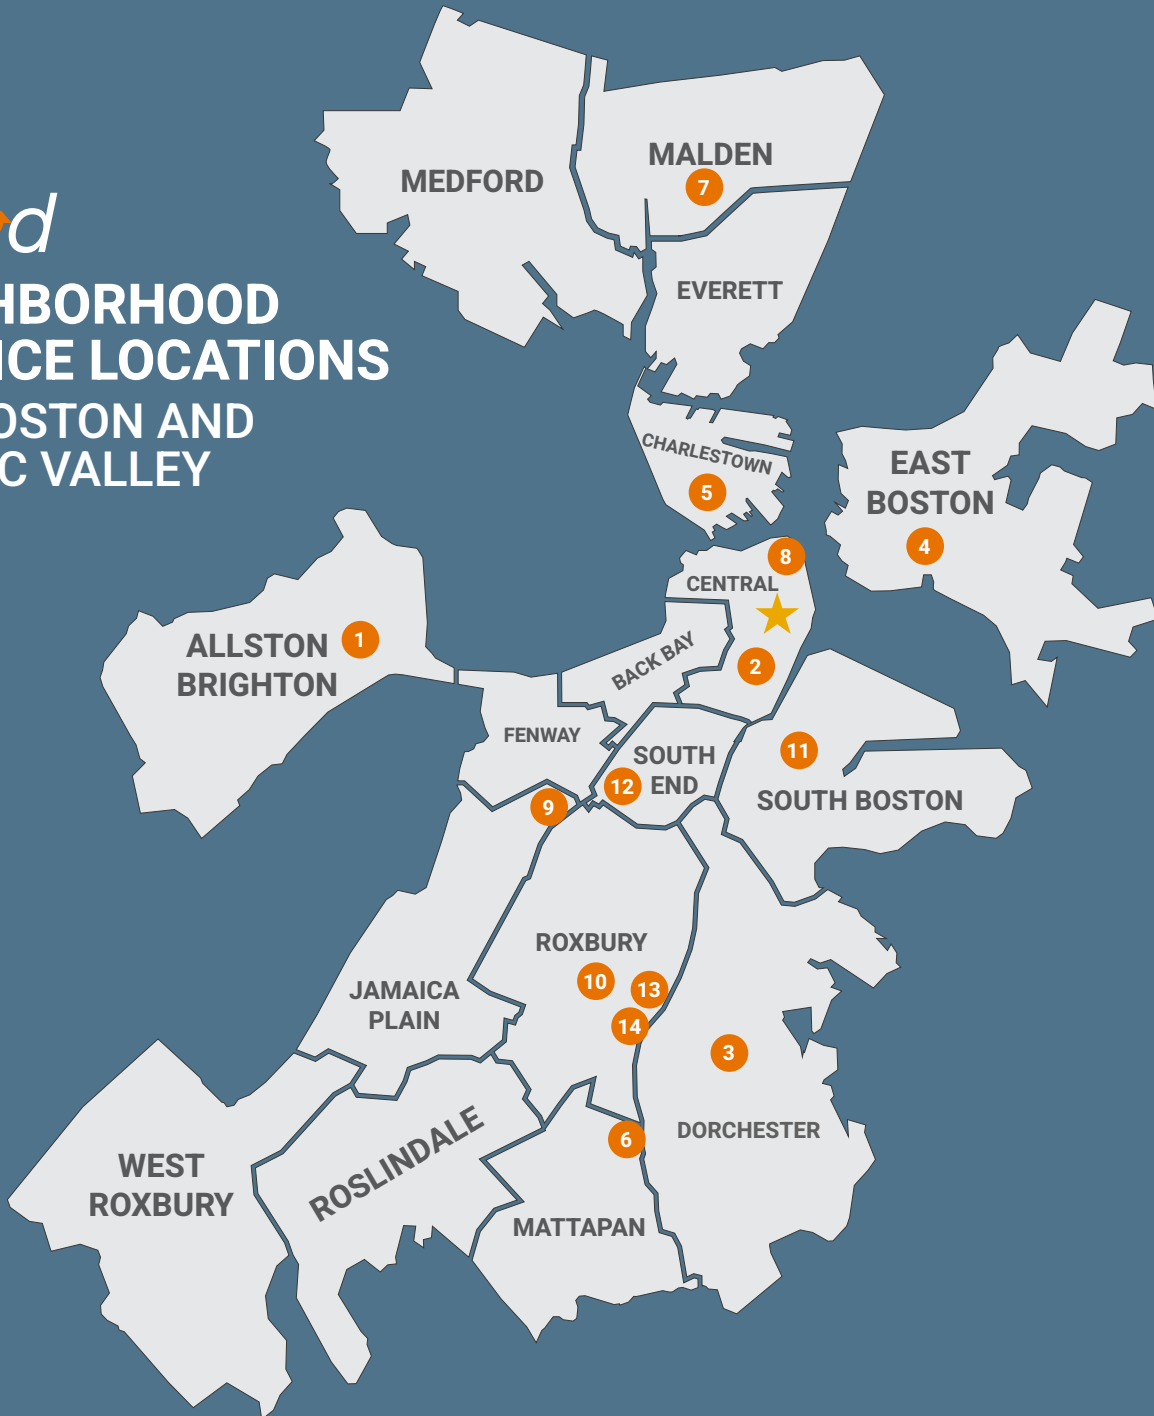 d
HBORHOOD
ICE LOCATIONS
OSTON AND
C VALLEY
MEDFORD
MALDEN
7
EVERETT
CHARLESTOWN
5
EAST
BOSTON
4
8
CENTRAL
2
BACK BAY
ALLSTON
BRIGHTON
1
FENWAY
SOUTH
END
12
11
SOUTH BOSTON
9
ROXBURY
10
13
14
JAMAICA
PLAIN
3
DORCHESTER
6
WEST
ROXBURY
ROSLINDALE
MATTAPAN